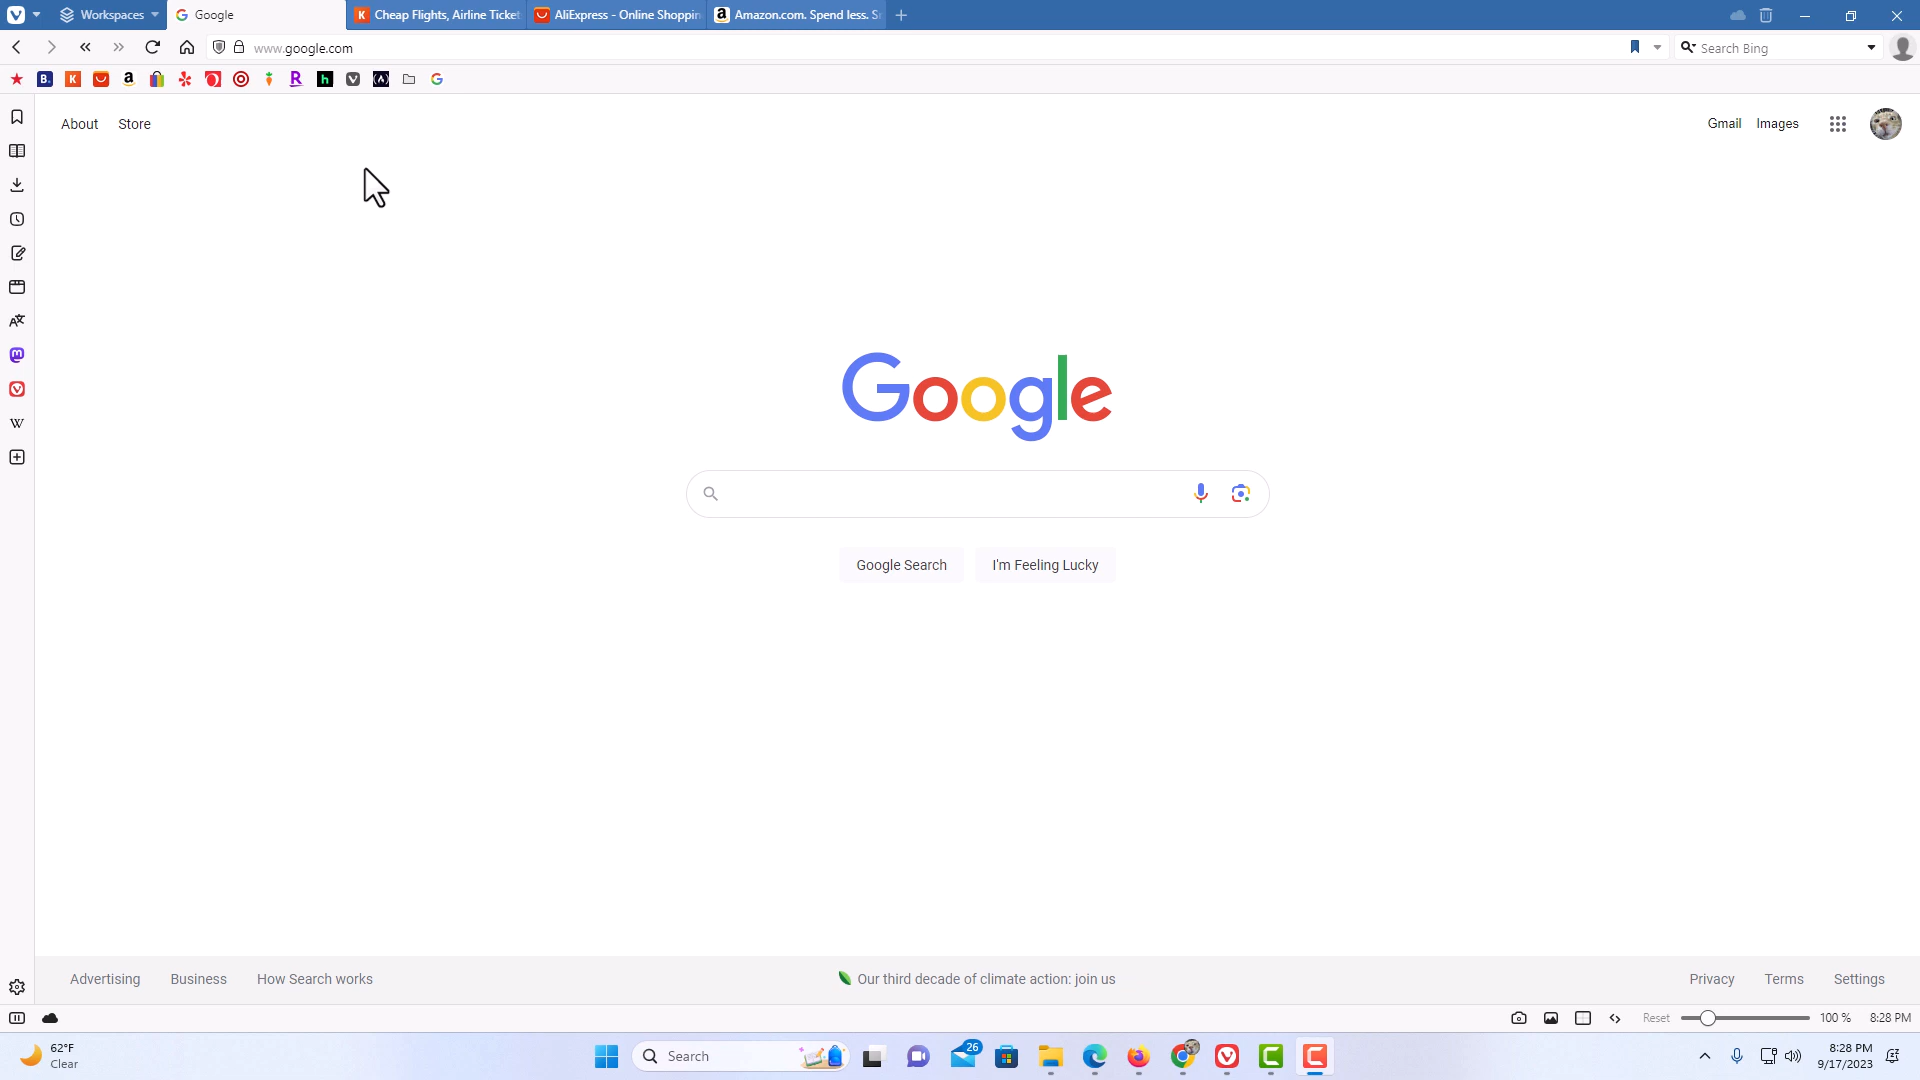 Workspaces
Google
Cheap Flights, Airline Ticket
AliExpress - Online Shoppin
Amazon.com. Spend less. S
www.google.com
Search Bing
B.
K
a
R
h
About
Store
Gmail
Images
W
Google
Google Search
I'm Feeling Lucky
Advertising
Business
How Search works
Our third decade of climate action: join us
Privacy
Terms
Settings
Reset
100 %
8:28 PM
62°F
Clear
Search
26
8:28 PM
9/17/2023